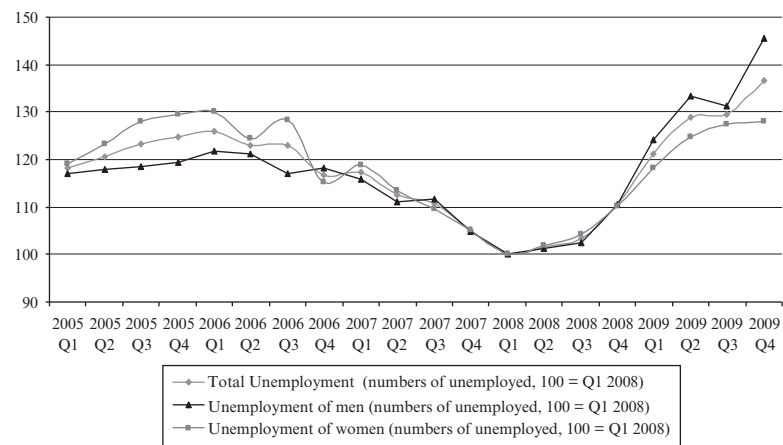 150
140
130
120
110
100
90
2005 2005 2005 2005 2006 2006 2006 2006 2007 2007 2007 2007 2008 2008 2008 2008 2009 2009 2009 2009
Q1 Q2 Q3 Q4 Q1 Q2 Q3 Q4 Q1 Q2 Q3 Q4 Q1 Q2 Q3 Q4 Q1 Q2 Q3 Q4
Total Unemployment (numbers of unemployed, 100 = Q1 2008)
Unemployment of men (numbers of unemployed, 100 = Q1 2008)
Unemployment of women (numbers of unemployed, 100 = Q1 2008)